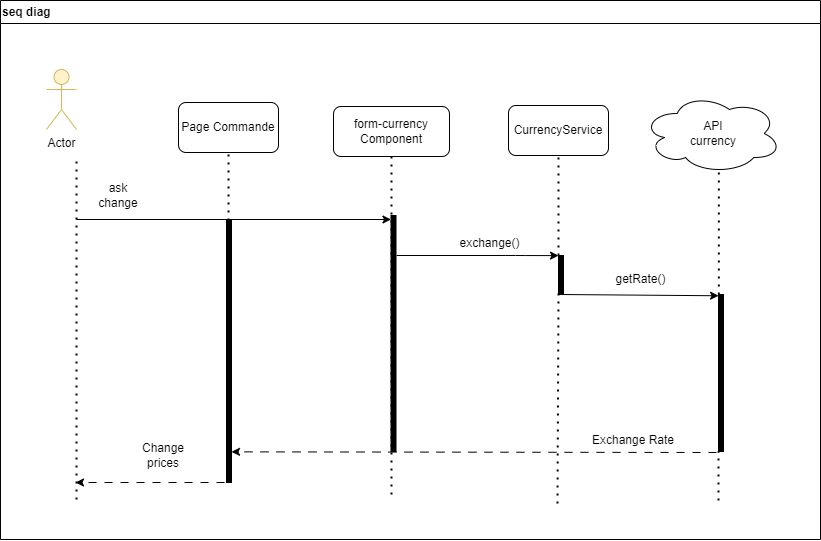 seq diag
Actor
Page Commande
form-currency
Component
CurrencyService
API
currency
ask
change
exchange()
getRate()
Exchange Rate
Change
prices